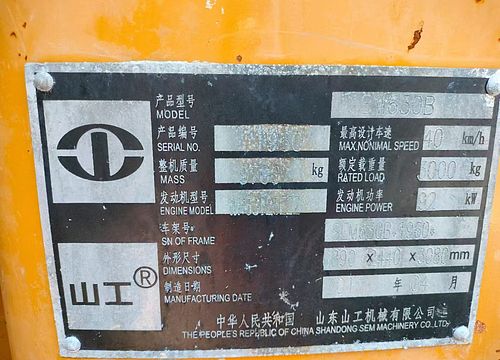 产品型号
MODEL
630B
产品编号
SERIAL NO.
最高设计车速 40 km/h
MAX.NONIMAL SPEED
整机质量 kg
MASS
额定载重量 3000 kg
RATED LOAD
发动机型号
ENGINE MODEL
发动机功率 kW
ENGINE POWER
车架号
SN OF FRAME
外形尺寸 × × mm
DIMENSIONS
制造日期 年 04 月
MANUFACTURING DATE
山工®
中华人民共和国 山东山工机械有限公司
THE PEOPLE'S REPUBLIC OF CHINA SHANDONG SEM MACHINERY CO., LTD.